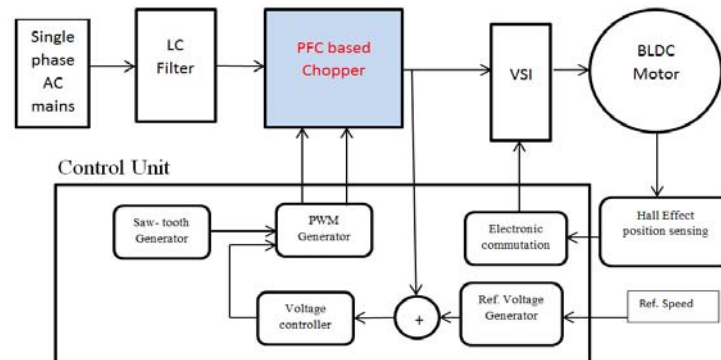 Single
phase
AC
mains
LC
Filter
PFC based
Chopper
VSI
BLDC
Motor
Control Unit
Saw- tooth
Generator
PWM
Generator
Electronic
commutation
Hall Effect
position sensing
Voltage
controller
+
Ref. Voltage
Generator
Ref. Speed